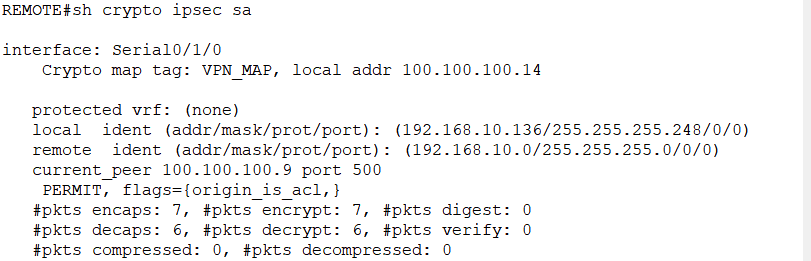 REMOTE#sh crypto ipsec sa
interface: Serial0/1/0
Crypto map tag: VPN_MAP, local addr 100.100.100.14
protected vrf: (none)
local  ident (addr/mask/prot/port): (192.168.10.136/255.255.255.248/0/0)
remote  ident (addr/mask/prot/port): (192.168.10.0/255.255.255.0/0/0)
current_peer 100.100.100.9 port 500
PERMIT, flags={origin_is_acl,}
#pkts encaps: 7, #pkts encrypt: 7, #pkts digest: 0
#pkts decaps: 6, #pkts decrypt: 6, #pkts verify: 0
#pkts compressed: 0, #pkts decompressed: 0